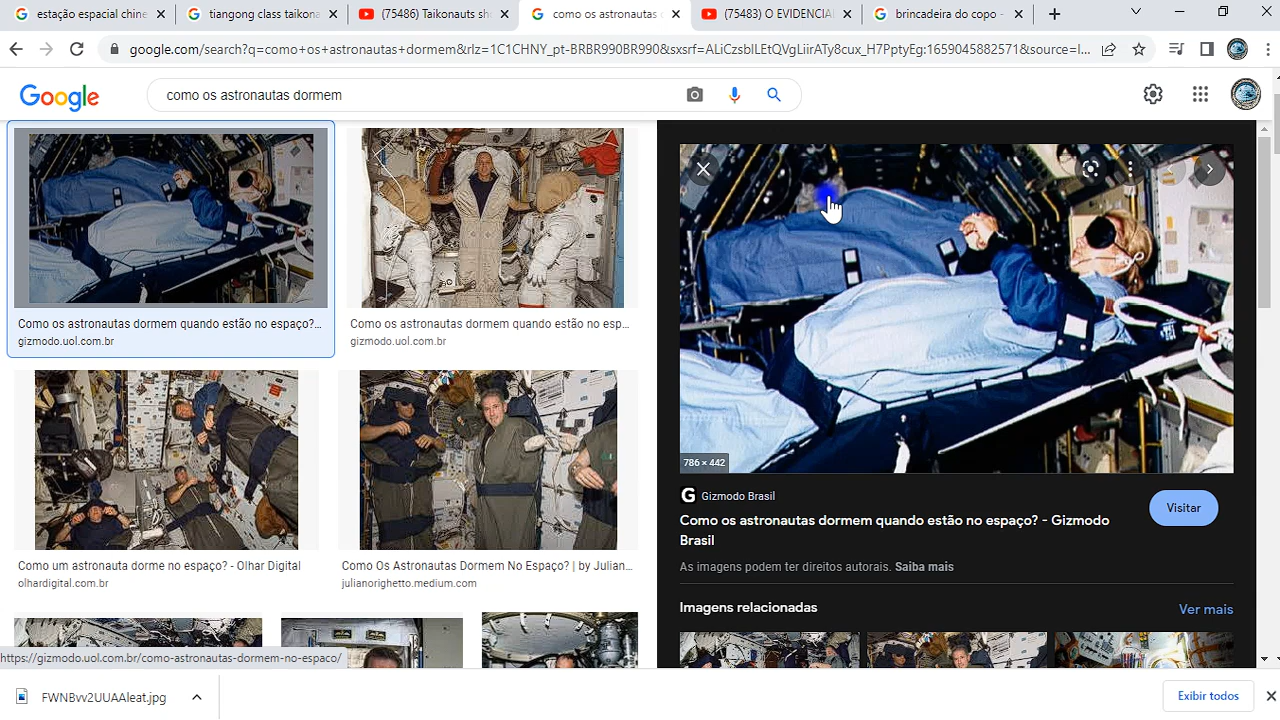 estação espacial chine
tiangong class taikona
(75486) Taikonauts sh
como os astronautas d
(75483) O EVIDENCIA
brincadeira do copo -
google.com/search?q=como+os+astronautas+dormem&rlz=1C1CHNY_pt-BRBR990BR990&sxsrf=ALiCzsblLEtQVgLiirATy8cux_H7PptyEg:1659045882571&source=l...
Google
como os astronautas dormem
Como os astronautas dormem quando estão no espaço?...
gizmodo.uol.com.br
Como os astronautas dormem quando estão no esp...
gizmodo.uol.com.br
Como um astronauta dorme no espaço? - Olhar Digital
olhardigital.com.br
Como Os Astronautas Dormem No Espaço? | by Julian...
julianorighetto.medium.com
https://gizmodo.uol.com.br/como-astronautas-dormem-no-espaco/
786 × 442
G Gizmodo Brasil
Como os astronautas dormem quando estão no espaço? - Gizmodo
Brasil
Visitar
As imagens podem ter direitos autorais. Saiba mais
Imagens relacionadas
Ver mais
FWNBvv2UUAAleat.jpg
Exibir todos